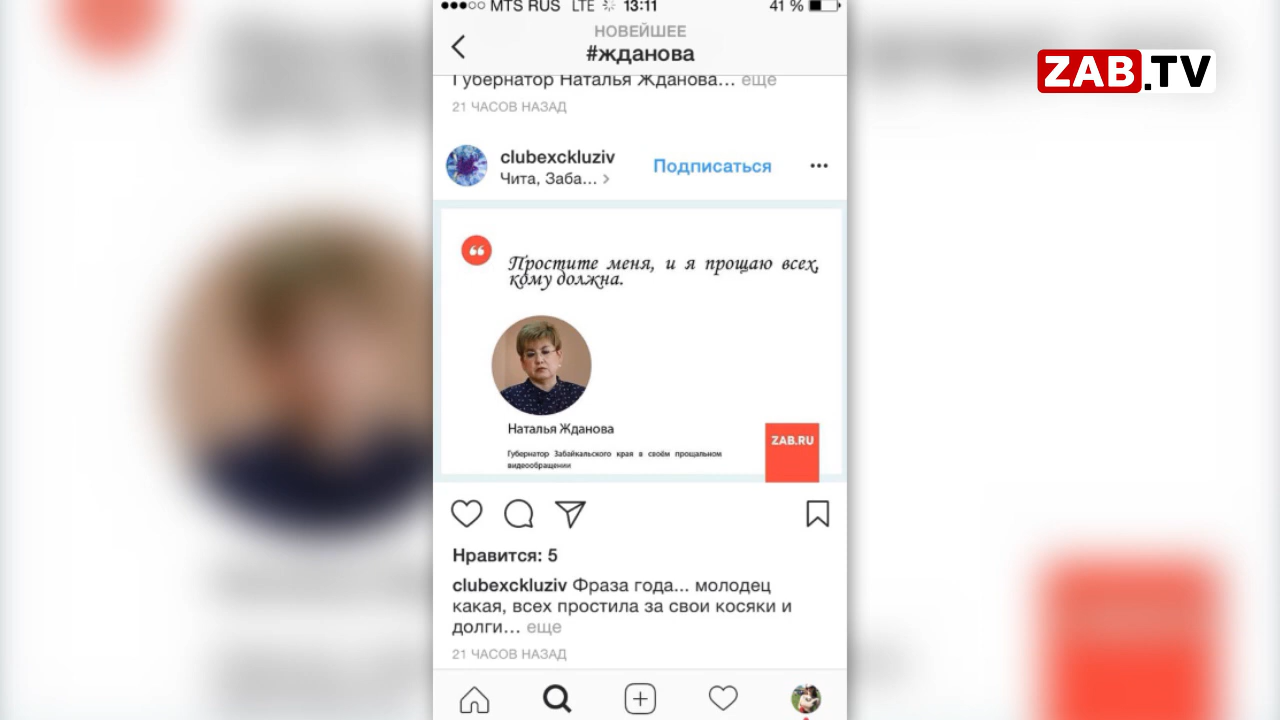 MTS RUS LTE 13:11 41 %
НОВЕЙШЕЕ
#жданова
ZAB.TV
Губернатор Наталья Жданова... еще
21 ЧАСОВ НАЗАД
clubexckluziv
Чита, Заба...
Подписаться
Простите меня, и я прощаю всех,
кому должна.
Наталья Жданова
Губернатор Забайкальского края в своём прощальном
видеообращении
ZAB.RU
Нравится: 5
clubexckluziv Фраза года... молодец
какая, всех простила за свои косяки и
долги... еще
21 ЧАСОВ НАЗАД